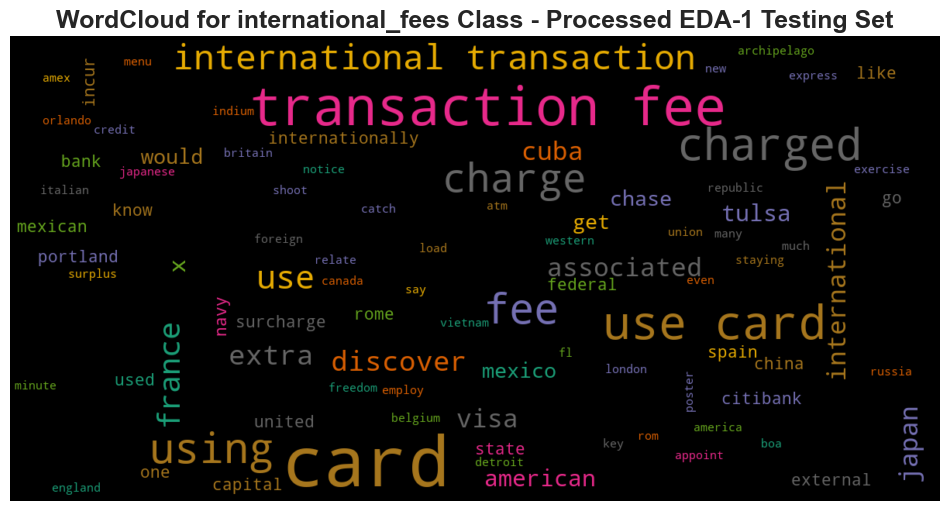 WordCloud for international_fees Class - Processed EDA-1 Testing Set
international transaction
archipelago
menu
amex
incur
new
express
like
transaction fee
indium
orlando
credit
internationally
charged
bank
would
japanese
britain
notice
cuba
charge
exercise
italian
shoot
chase
republic
go
know
catch
atm
get
tulsa
international
mexican
foreign
load
western
union
many
much
portland
surplus
x
relate
canada
use
say
associated
federal
even
staying
navy
surcharge
rome
vietnam
fee
use card
france
extra
discover
mexico
fl
spain
china
london
russia
minute
used
freedom
employ
poster
citibank
japan
united
belgium
visa
america
using
card
state
detroit
key
rom
appoint
boa
one
capital
american
external
england